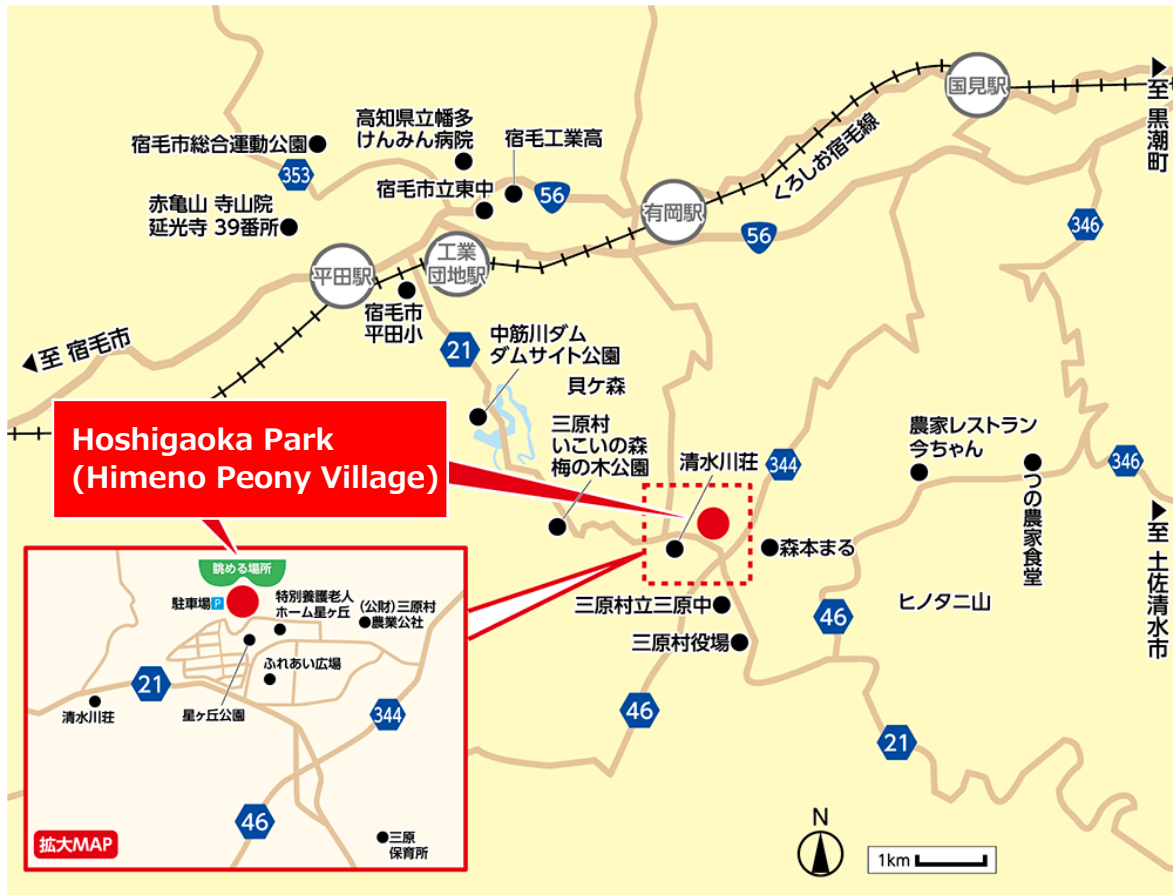 国見駅
至 黒潮町
高知県立幡多
けんみん病院
宿毛工業高
宿毛市総合運動公園
353
宿毛市立東中
56
くろしお宿毛線
有岡駅
赤亀山 寺山院
延光寺 39番所
346
56
工業
団地駅
平田駅
宿毛市
平田小
至 宿毛市
21
中筋川ダム
ダムサイト公園
貝ケ森
Hoshigaoka Park
(Himeno Peony Village)
三原村
いこいの森
梅の木公園
清水川荘
344
農家レストラン
今ちゃん
346
つの農家食堂
至 土佐清水市
森本まる
三原村立三原中
46
ヒノタニ山
三原村役場
46
21
眺める場所
駐車場 P
特別養護老人
ホーム星ヶ丘
(公財)三原村
農業公社
ふれあい広場
21
清水川荘
星ヶ丘公園
344
46
三原
保育所
拡大MAP
N
1km